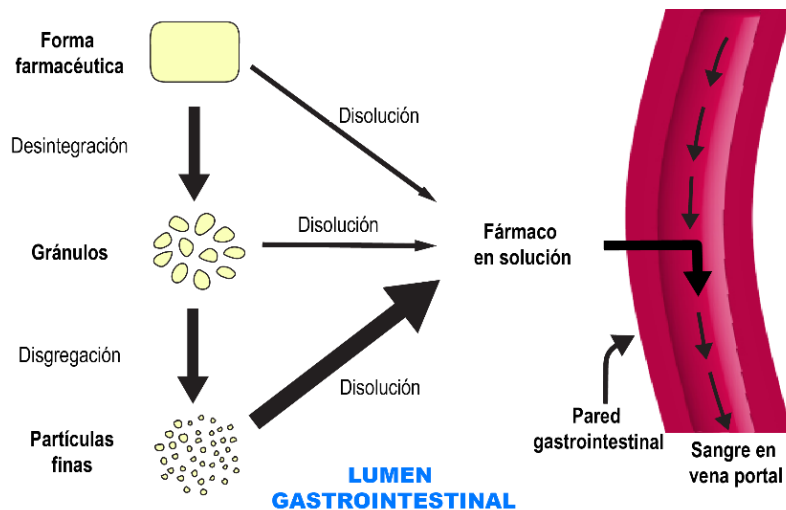 Forma
farmacéutica
Disolución
Desintegración
Gránulos
Disolución
Fármaco
en solución
Disgregación
Disolución
Partículas
finas
Pared
gastrointestinal
Sangre en
vena portal
LUMEN
GASTROINTESTINAL